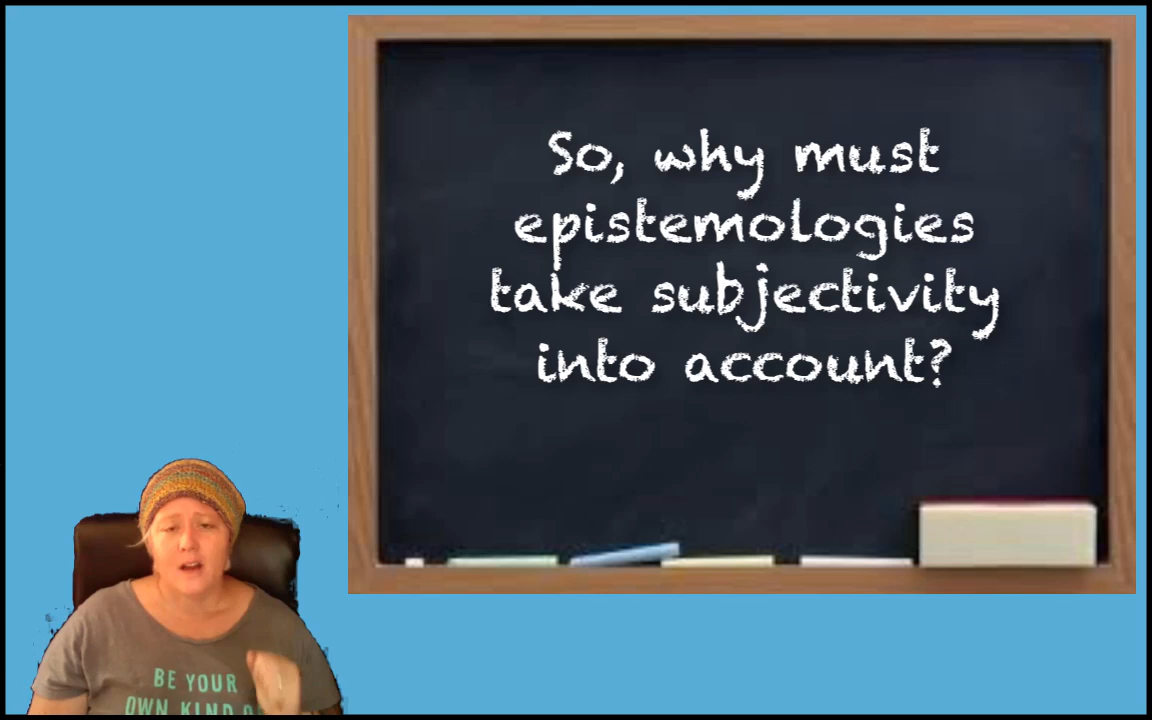 So, why must
epistemologies
take subjectivity
into account?
BE YOUR
OWN KIND